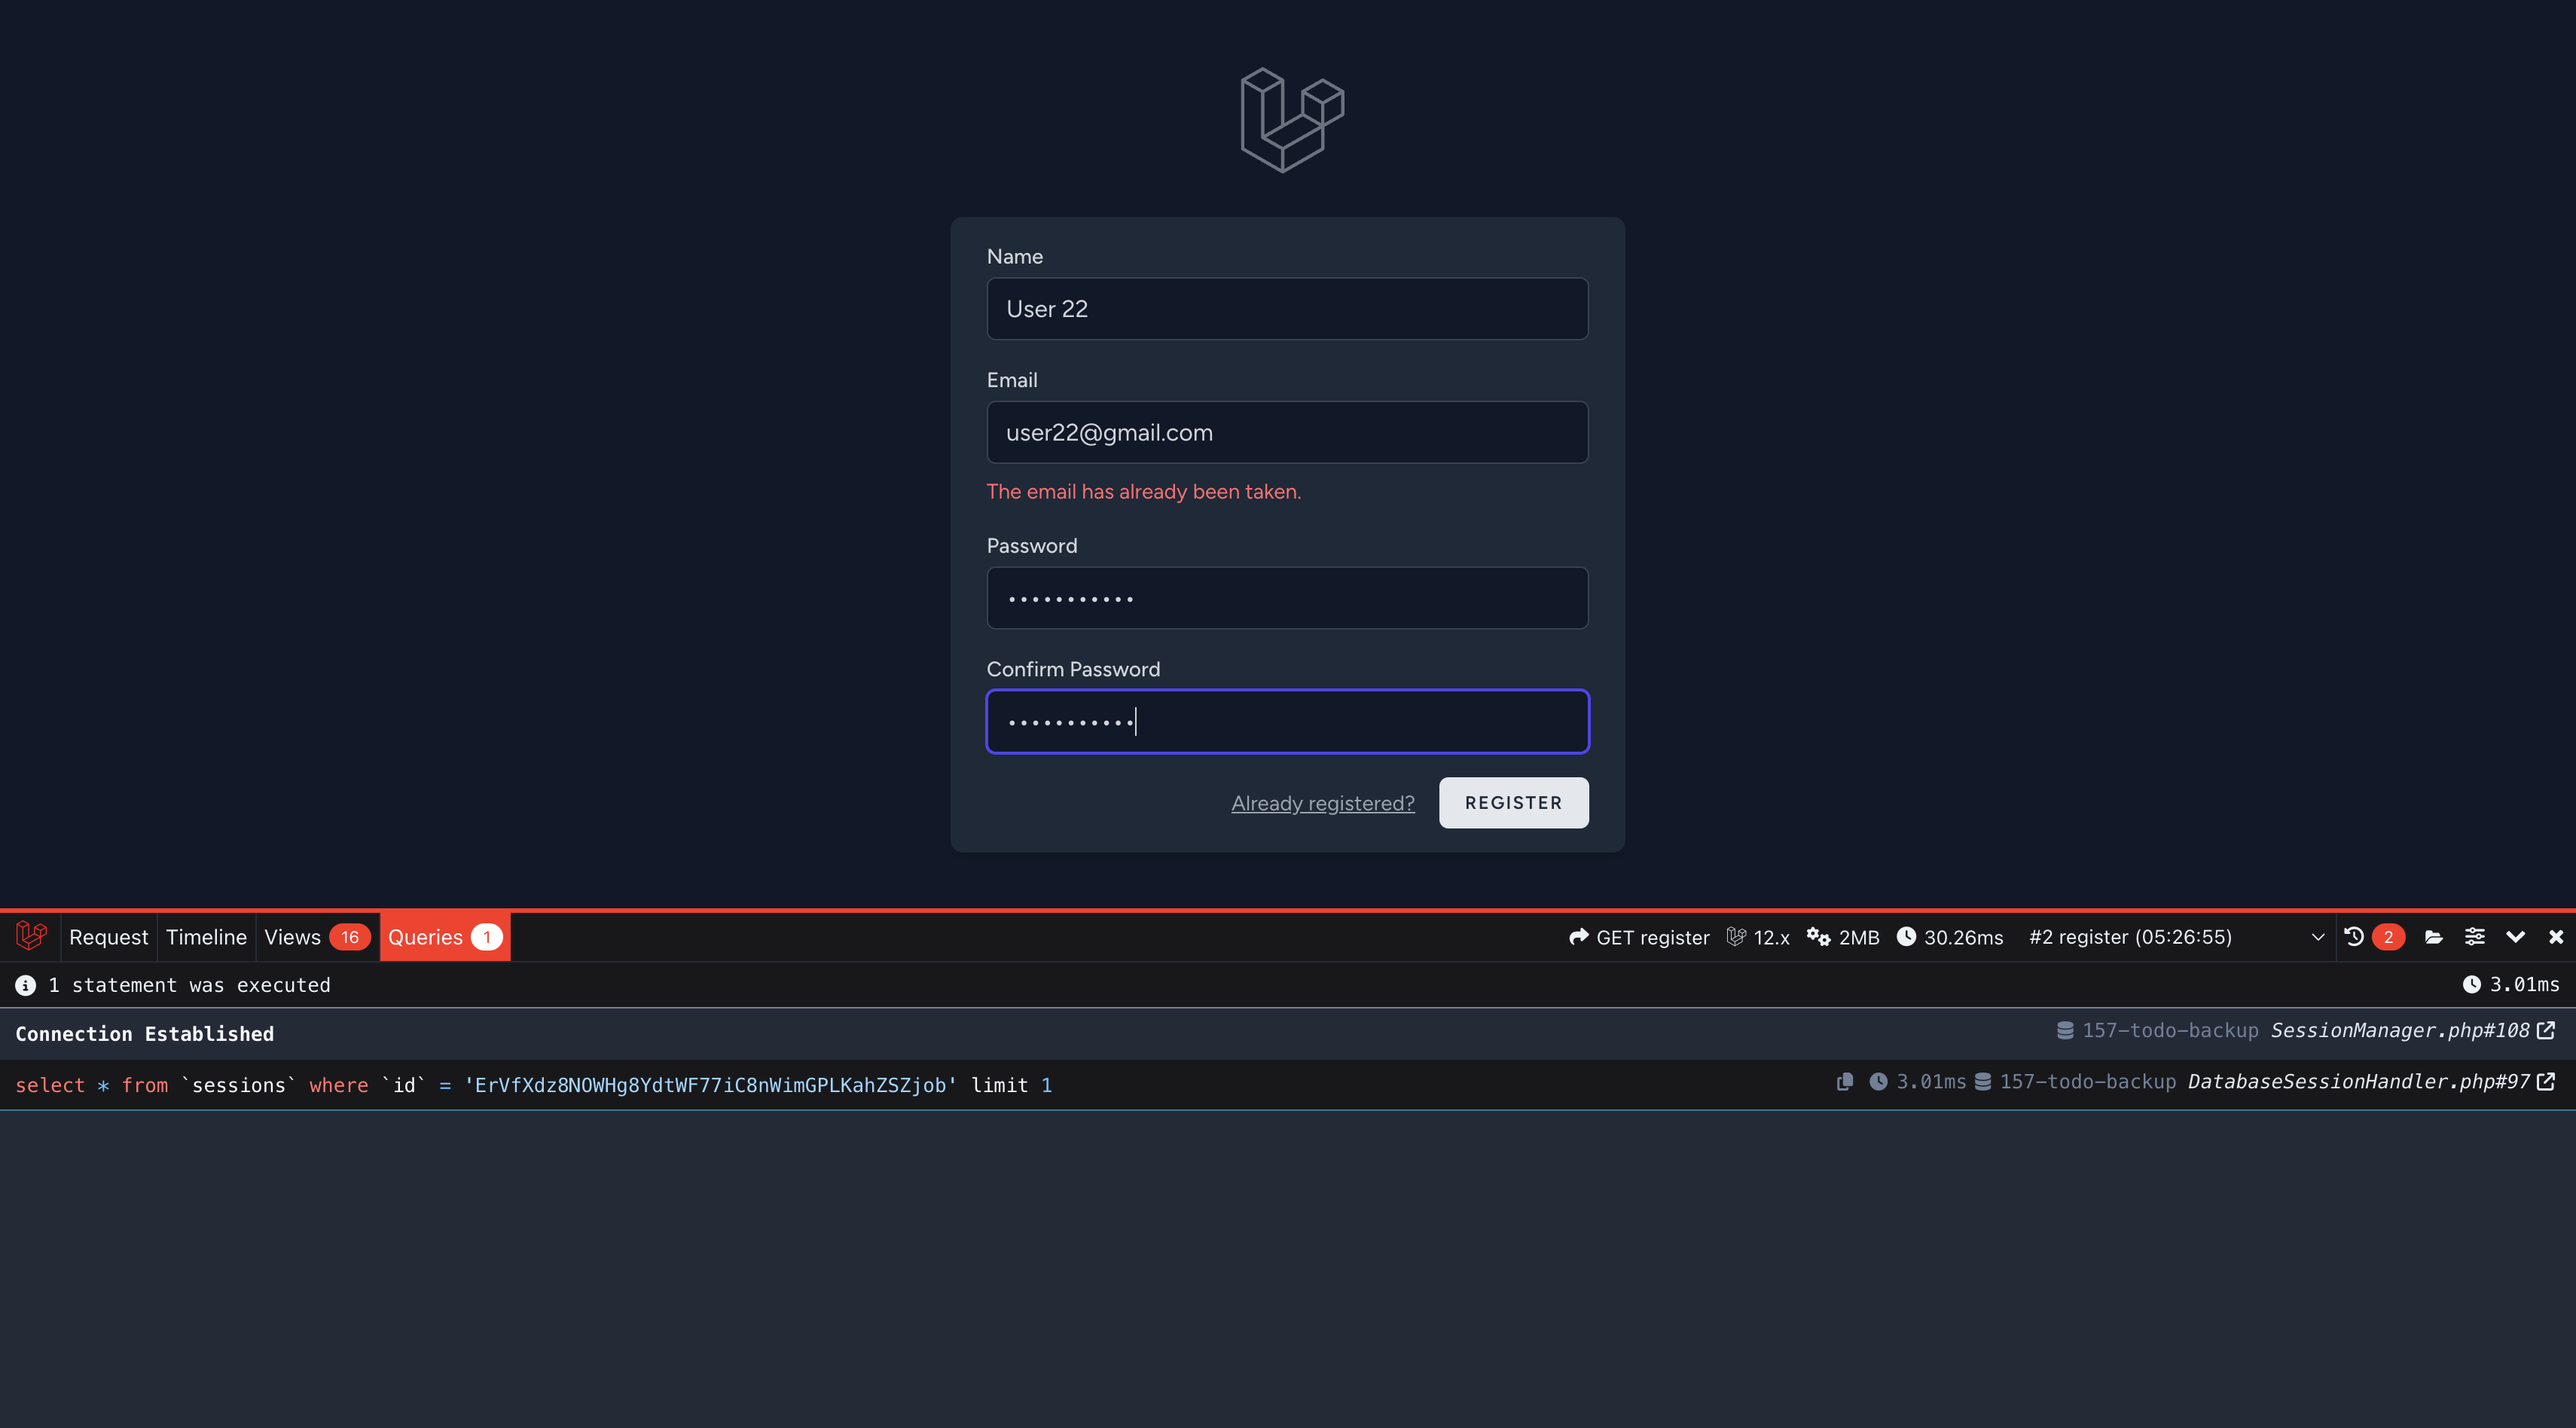 Name
User 22
Email
user22@gmail.com
The email has already been taken.
Password
Confirm Password
Already registered? REGISTER
Request Timeline Views 16 Queries 1 GET register 12.x 2MB 30.26ms #2 register (05:26:55) 2
1 statement was executed 3.01ms
Connection Established 157-todo-backup SessionManager.php#108
select * from `sessions` where `id` = 'ErVfXdz8NOWHg8YdtWF77iC8nWimGPLKahZSZjob' limit 1 3.01ms 157-todo-backup DatabaseSessionHandler.php#97